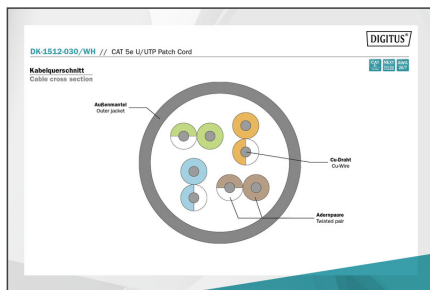 DIGITUS®
DK-1512-030/WH // CAT 5e U/UTP Patch Cord
Kabelquerschnitt
Cable cross section
Außenmantel
Outer jacket
Cu-Draht
Cu-Wire
Adernpaare
Twisted pair